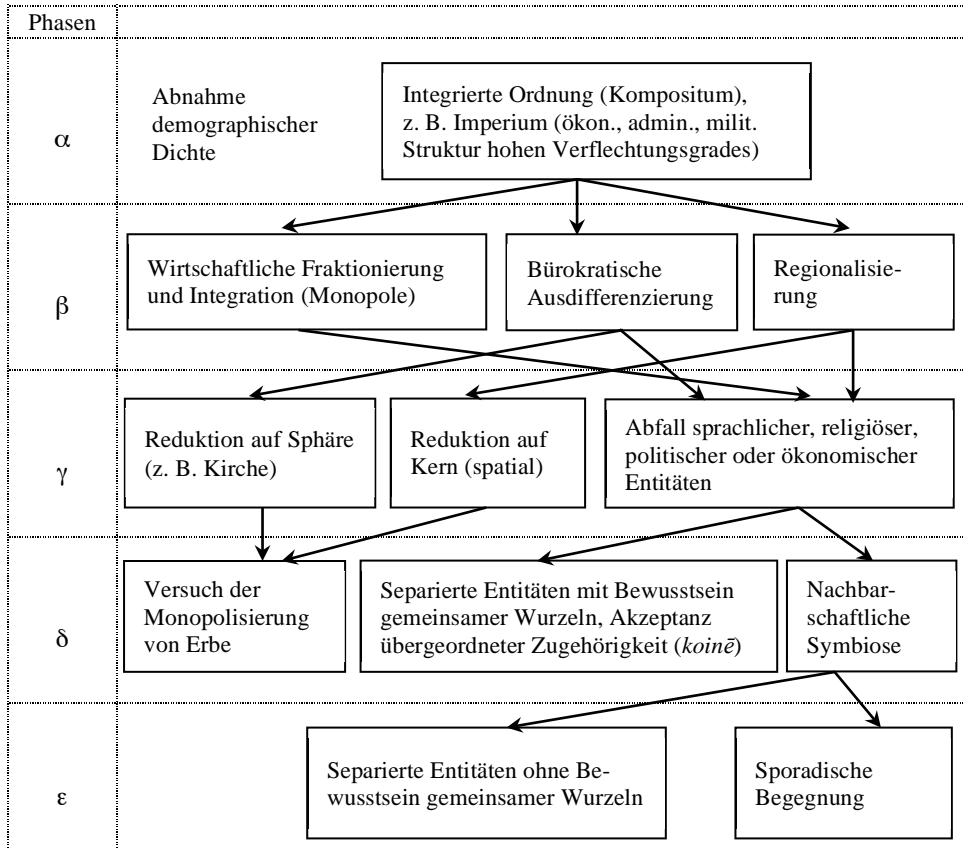 Phasen
α
Abnahme
demographischer
Dichte
Integrierte Ordnung (Kompositum),
z. B. Imperium (ökon., admin., milit.
Struktur hohen Verflechtungsgrades)
β
Wirtschaftliche Fraktionierung
und Integration (Monopole)
Bürokratische
Ausdifferenzierung
Regionalisie-
rung
γ
Reduktion auf Sphäre
(z. B. Kirche)
Reduktion auf
Kern (spatial)
Abfall sprachlicher, religiöser,
politischer oder ökonomischer
Entitäten
δ
Versuch der
Monopolisierung
von Erbe
Separierte Entitäten mit Bewusstsein
gemeinsamer Wurzeln, Akzeptanz
übergeordneter Zugehörigkeit (koinē)
Nachbar-
schaftliche
Symbiose
ε
Separierte Entitäten ohne Be-
wusstsein gemeinsamer Wurzeln
Sporadische
Begegnung